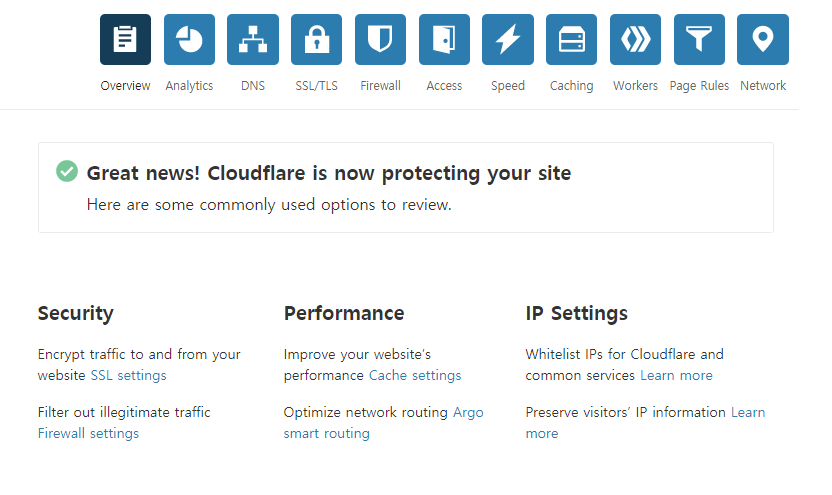 Overview Analytics DNS SSL/TLS Firewall Access Speed Caching Workers Page Rules Network
Great news! Cloudflare is now protecting your site
Here are some commonly used options to review.
Security
Encrypt traffic to and from your
website SSL settings
Filter out illegitimate traffic
Firewall settings
Performance
Improve your website's
performance Cache settings
Optimize network routing Argo
smart routing
IP Settings
Whitelist IPs for Cloudflare and
common services Learn more
Preserve visitors' IP information Learn
more